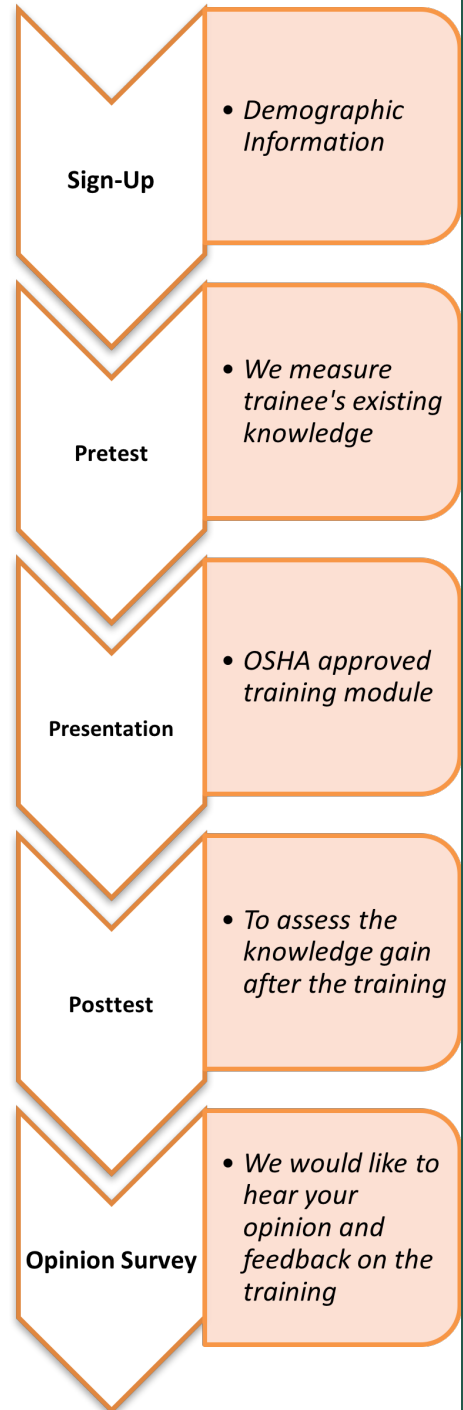 Sign-Up
• Demographic
Information
Pretest
• We measure
trainee's existing
knowledge
Presentation
• OSHA approved
training module
Posttest
• To assess the
knowledge gain
after the training
Opinion Survey
• We would like to
hear your
opinion and
feedback on the
training